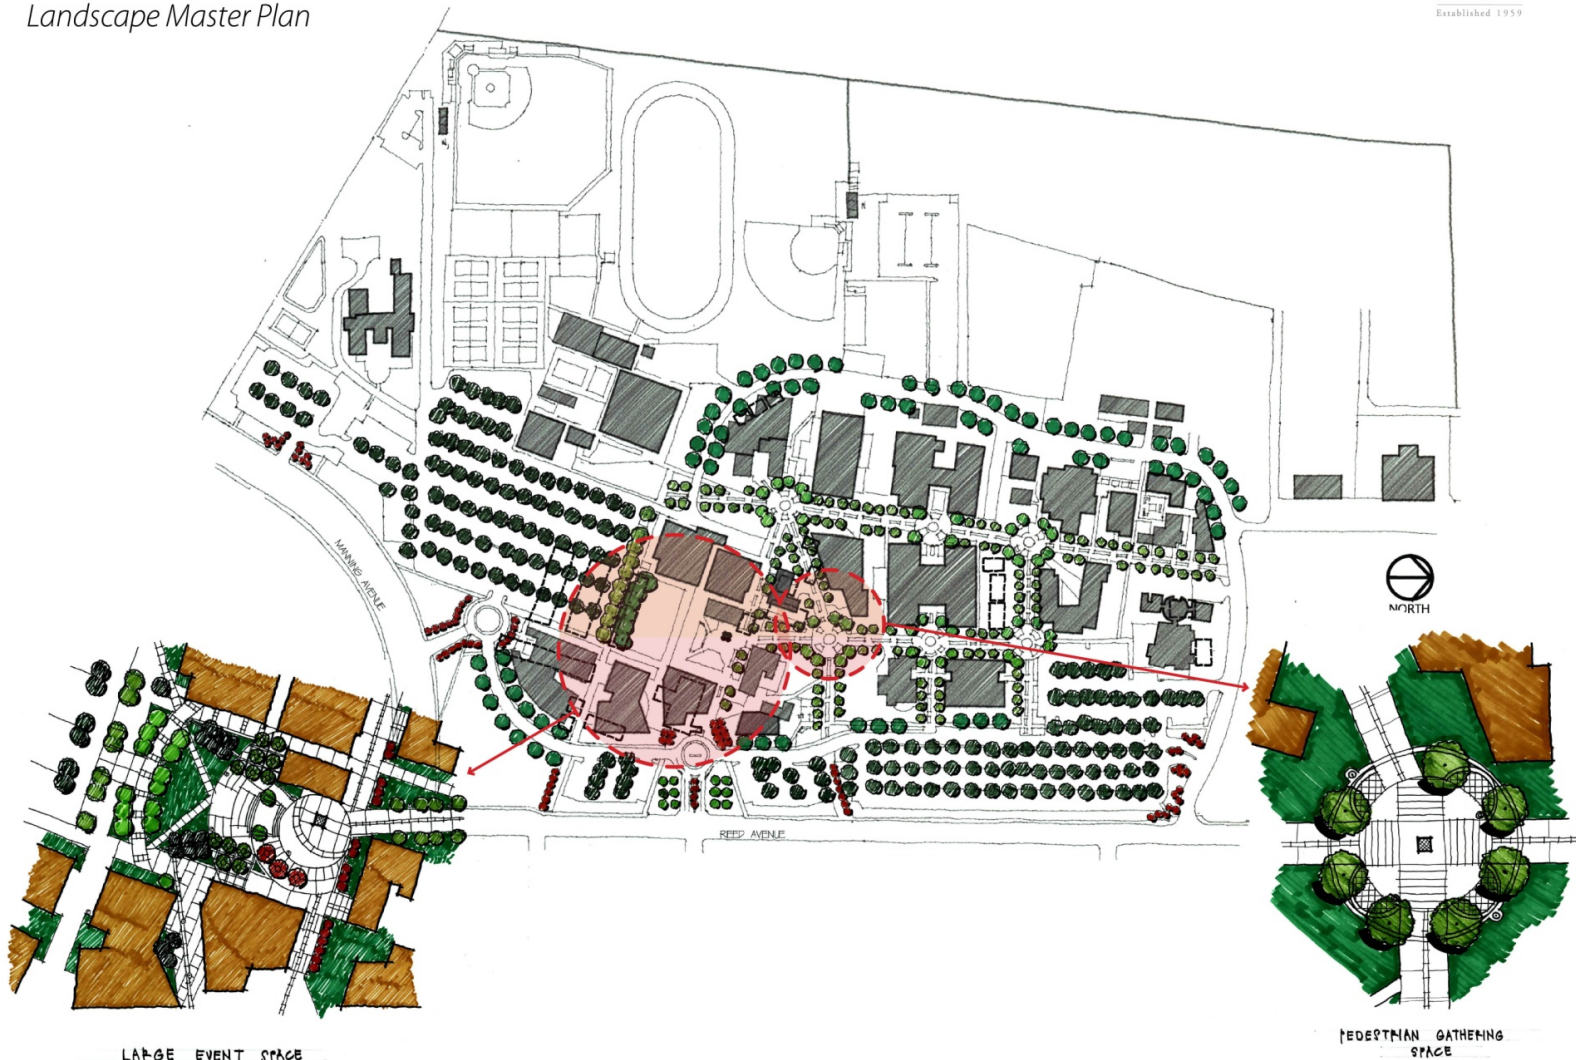 Landscape Master Plan
Established 1959
MANNING AVENUE
NORTH
REED AVENUE
PEDESTRIAN GATHERING
SPACE
LARGE EVENT SPACE